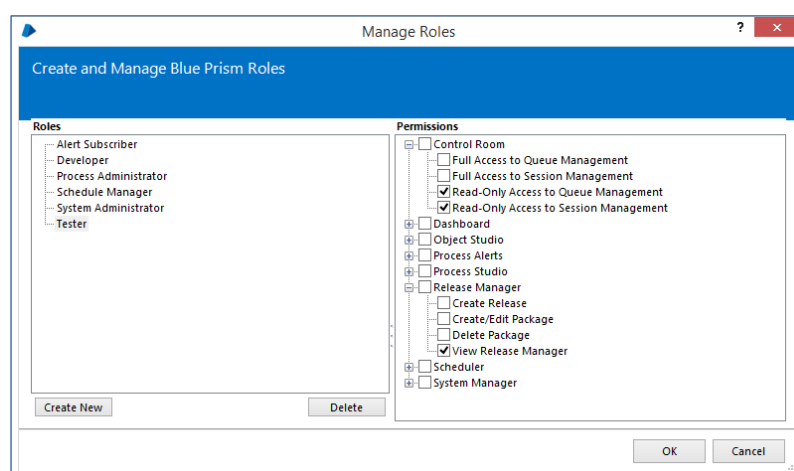 Manage Roles
?
×
Create and Manage Blue Prism Roles
Roles
Alert Subscriber
Developer
Process Administrator
Schedule Manager
System Administrator
Tester
Create New
Delete
Permissions
Control Room
Full Access to Queue Management
Full Access to Session Management
Read-Only Access to Queue Management
Read-Only Access to Session Management
Dashboard
Object Studio
Process Alerts
Process Studio
Release Manager
Create Release
Create/Edit Package
Delete Package
View Release Manager
Scheduler
System Manager
OK
Cancel